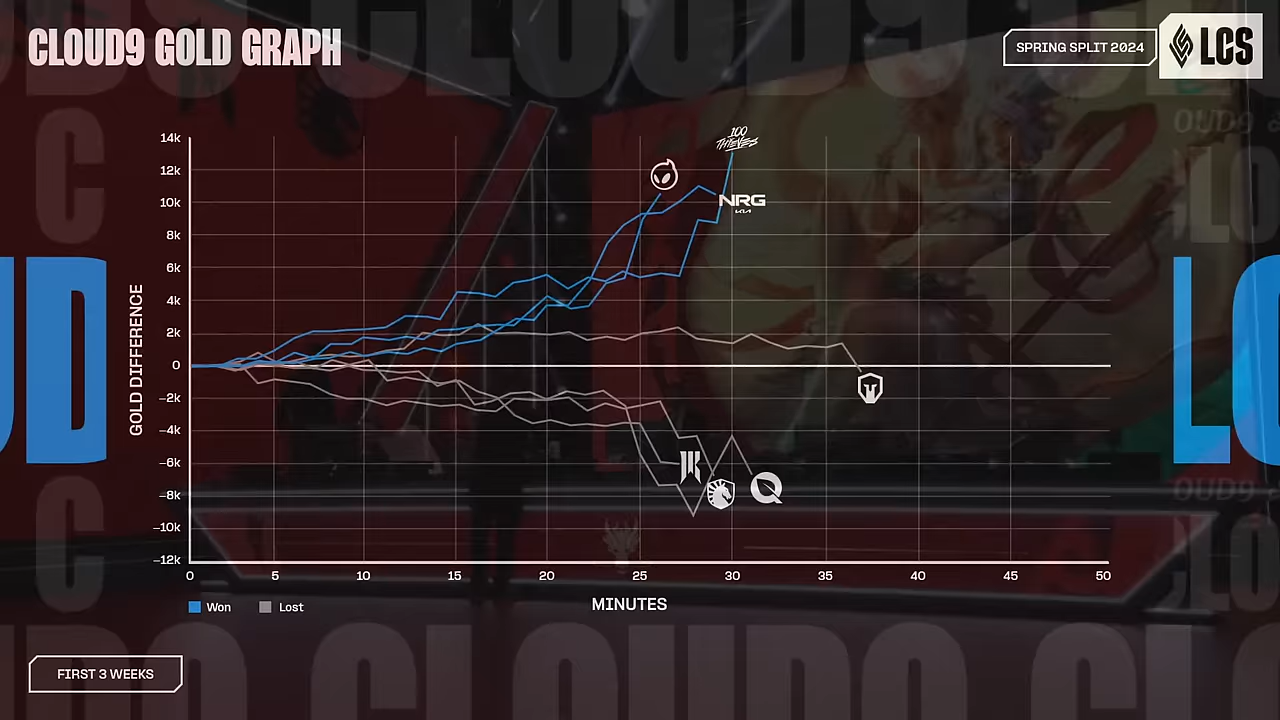 CLOUD9 GOLD GRAPH
SPRING SPLIT 2024
LCS
14k
12k
10k
8k
6k
4k
2k
0
–2k
–4k
–6k
–8k
–10k
–12k
GOLD DIFFERENCE
100
THIEVES
NRG
KIA
0 5 10 15 20 25 30 35 40 45 50
MINUTES
Won Lost
FIRST 3 WEEKS
CLOUD9